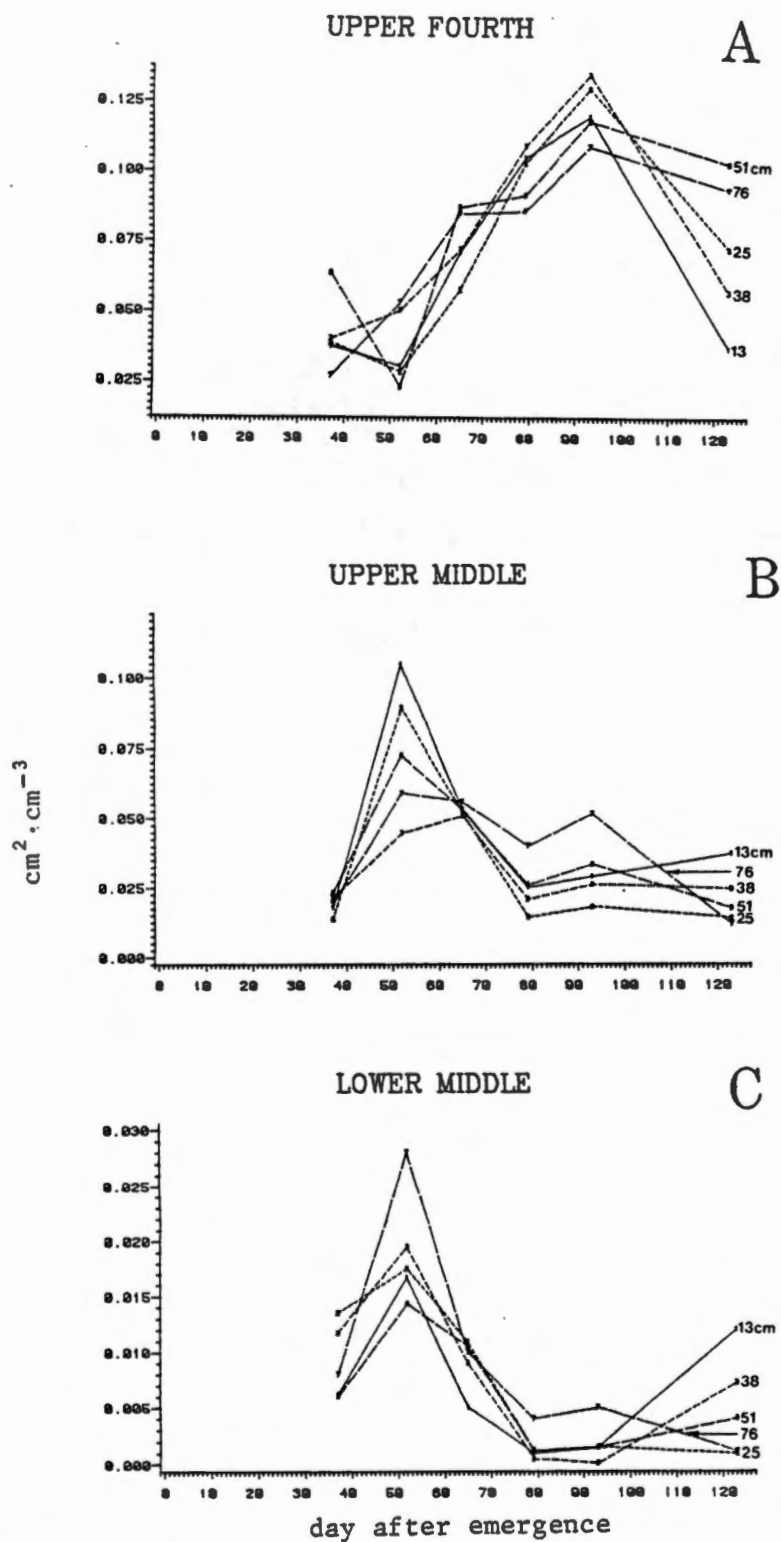 UPPER FOURTH
A
0.125
0.100
0.075
0.050
0.025
51cm
76
25
38
13
0 10 20 30 40 50 60 70 80 90 100 110 120
UPPER MIDDLE
B
cm²·cm⁻³
0.100
0.075
0.050
0.025
0.000
13cm
76
38
51
25
0 10 20 30 40 50 60 70 80 90 100 110 120
LOWER MIDDLE
C
0.030
0.025
0.020
0.015
0.010
0.005
0.000
13cm
38
51
76
25
0 10 20 30 40 50 60 70 80 90 100 110 120
day after emergence